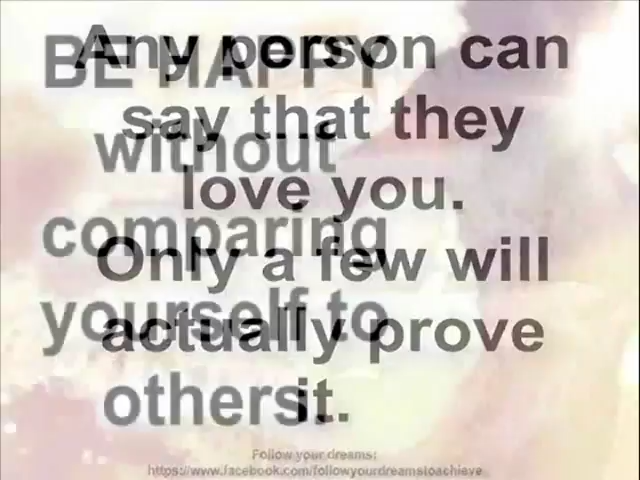 Any person can
say that they
love you.
Only a few will
actually prove
it.
BE HAPPY
without
comparing
yourself to
others
Follow your dreams:
https://www.facebook.com/followyourdreamstoachieve